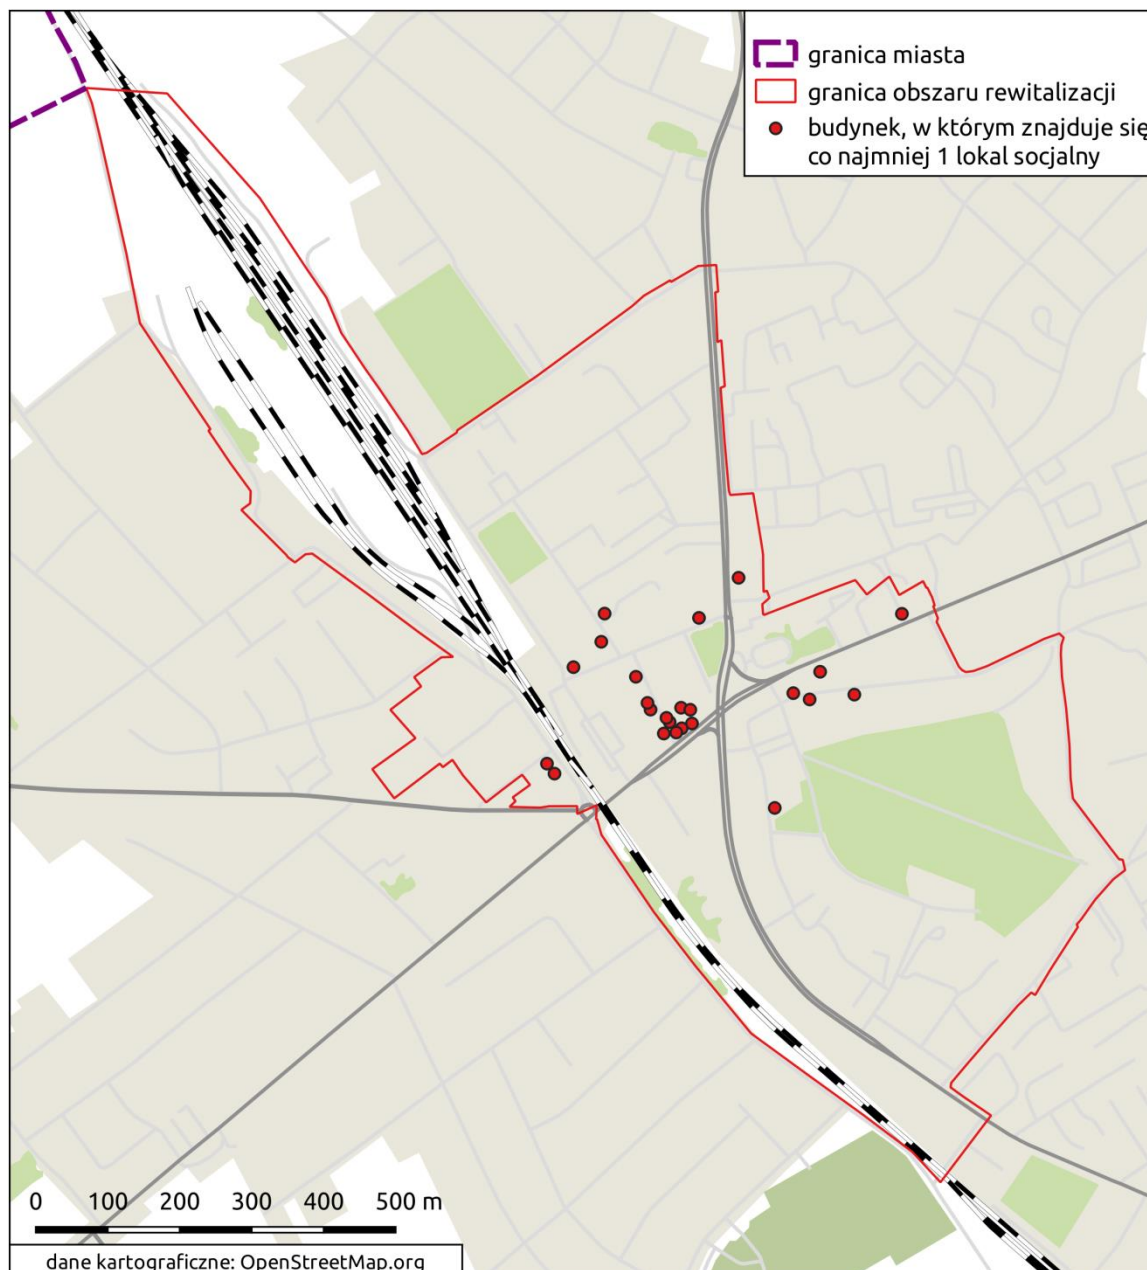 granica miasta
granica obszaru rewitalizacji
budynek, w którym znajduje się
co najmniej 1 lokal socjalny
0 100 200 300 400 500 m
dane kartograficzne: OpenStreetMap.org